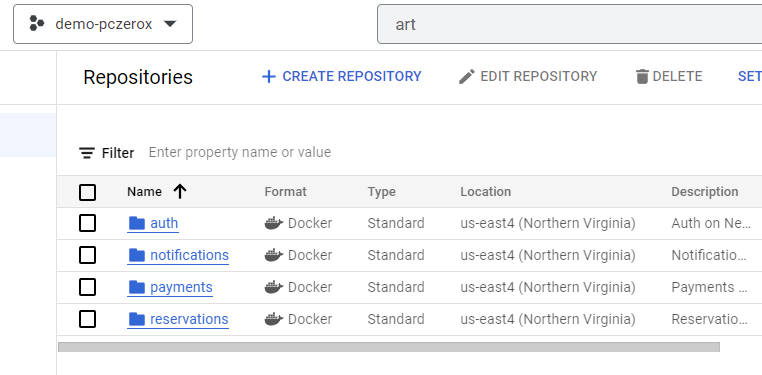 demo-pczerox
art
Repositories CREATE REPOSITORY EDIT REPOSITORY DELETE SET
Filter Enter property name or value
Name Format Type Location Description
auth Docker Standard us-east4 (Northern Virginia) Auth on Ne...
notifications Docker Standard us-east4 (Northern Virginia) Notificatio...
payments Docker Standard us-east4 (Northern Virginia) Payments ...
reservations Docker Standard us-east4 (Northern Virginia) Reservatio...